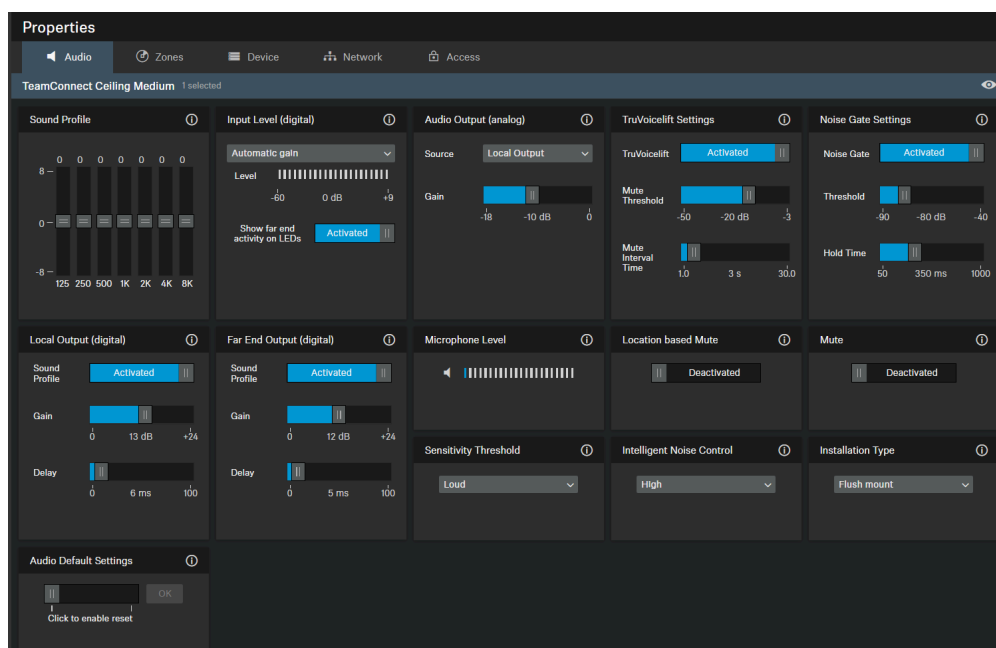 Properties
Audio
Zones
Device
Network
Access
TeamConnect Ceiling Medium 1 selected
Sound Profile
0 0 0 0 0 0 0
8
0
-8
125 250 500 1K 2K 4K 8K
Input Level (digital)
Automatic gain
Level
-60 0 dB +9
Show far end
activity on LEDs
Activated
Audio Output (analog)
Source Local Output
Gain
-18 -10 dB 0
TruVoicelift Settings
TruVoicelift Activated
Mute
Threshold
-50 -20 dB -3
Mute
Interval
Time
1.0 3 s 30.0
Noise Gate Settings
Noise Gate Activated
Threshold
-90 -80 dB -40
Hold Time
50 350 ms 1000
Local Output (digital)
Sound
Profile
Activated
Gain
0 13 dB +24
Delay
0 6 ms 100
Far End Output (digital)
Sound
Profile
Activated
Gain
0 12 dB +24
Delay
0 5 ms 100
Microphone Level
Location based Mute
Deactivated
Mute
Deactivated
Sensitivity Threshold
Loud
Intelligent Noise Control
HIgh
Installation Type
Flush mount
Audio Default Settings
OK
Click to enable reset